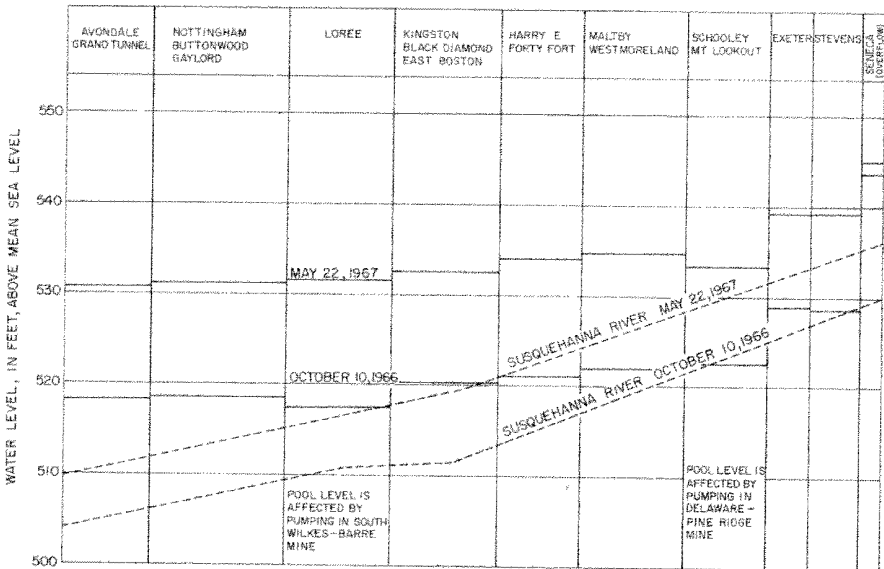 AVONDALE
GRAND TUNNEL
NOTTINGHAM
BUTTONWOOD
GAYLORD
LOREE
KINGSTON
BLACK DIAMOND
EAST BOSTON
HARRY E
FORTY FORT
MALTBY
WESTMORELAND
SCHOOLEY
MT LOOKOUT
EXETER
STEVENS
SENECA
(OVERFLOW)
WATER LEVEL, IN FEET, ABOVE MEAN SEA LEVEL
550
540
530
520
510
500
MAY 22, 1967
OCTOBER 10, 1966
SUSQUEHANNA RIVER MAY 22, 1967
SUSQUEHANNA RIVER OCTOBER 10, 1966
POOL LEVEL IS
AFFECTED BY
PUMPING IN SOUTH
WILKES-BARRE
MINE
POOL LEVEL IS
AFFECTED BY
PUMPING IN
DELAWARE-
PINE RIDGE
MINE